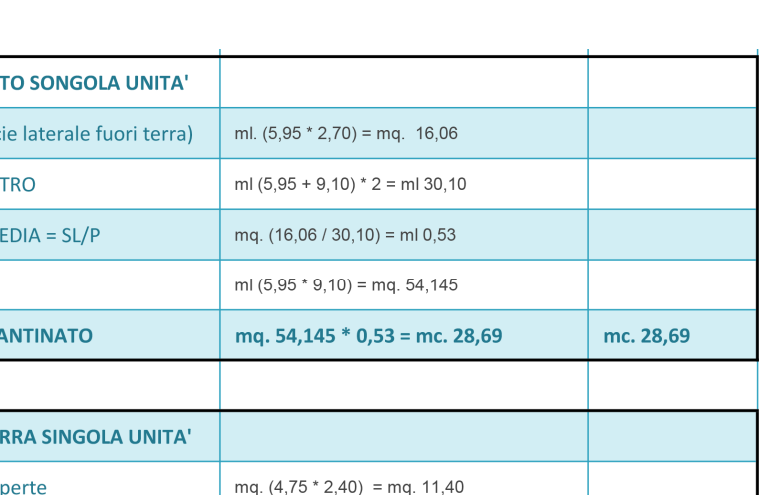 TO SONGOLA UNITA'
cie laterale fuori terra) ml. (5,95 * 2,70) = mq. 16,06
TRO ml (5,95 + 9,10) * 2 = ml 30,10
EDIA = SL/P mq. (16,06 / 30,10) = ml 0,53
ml (5,95 * 9,10) = mq. 54,145
ANTINATO mq. 54,145 * 0,53 = mc. 28,69 mc. 28,69
RRA SINGOLA UNITA'
perte mq. (4,75 * 2,40) = mq. 11,40